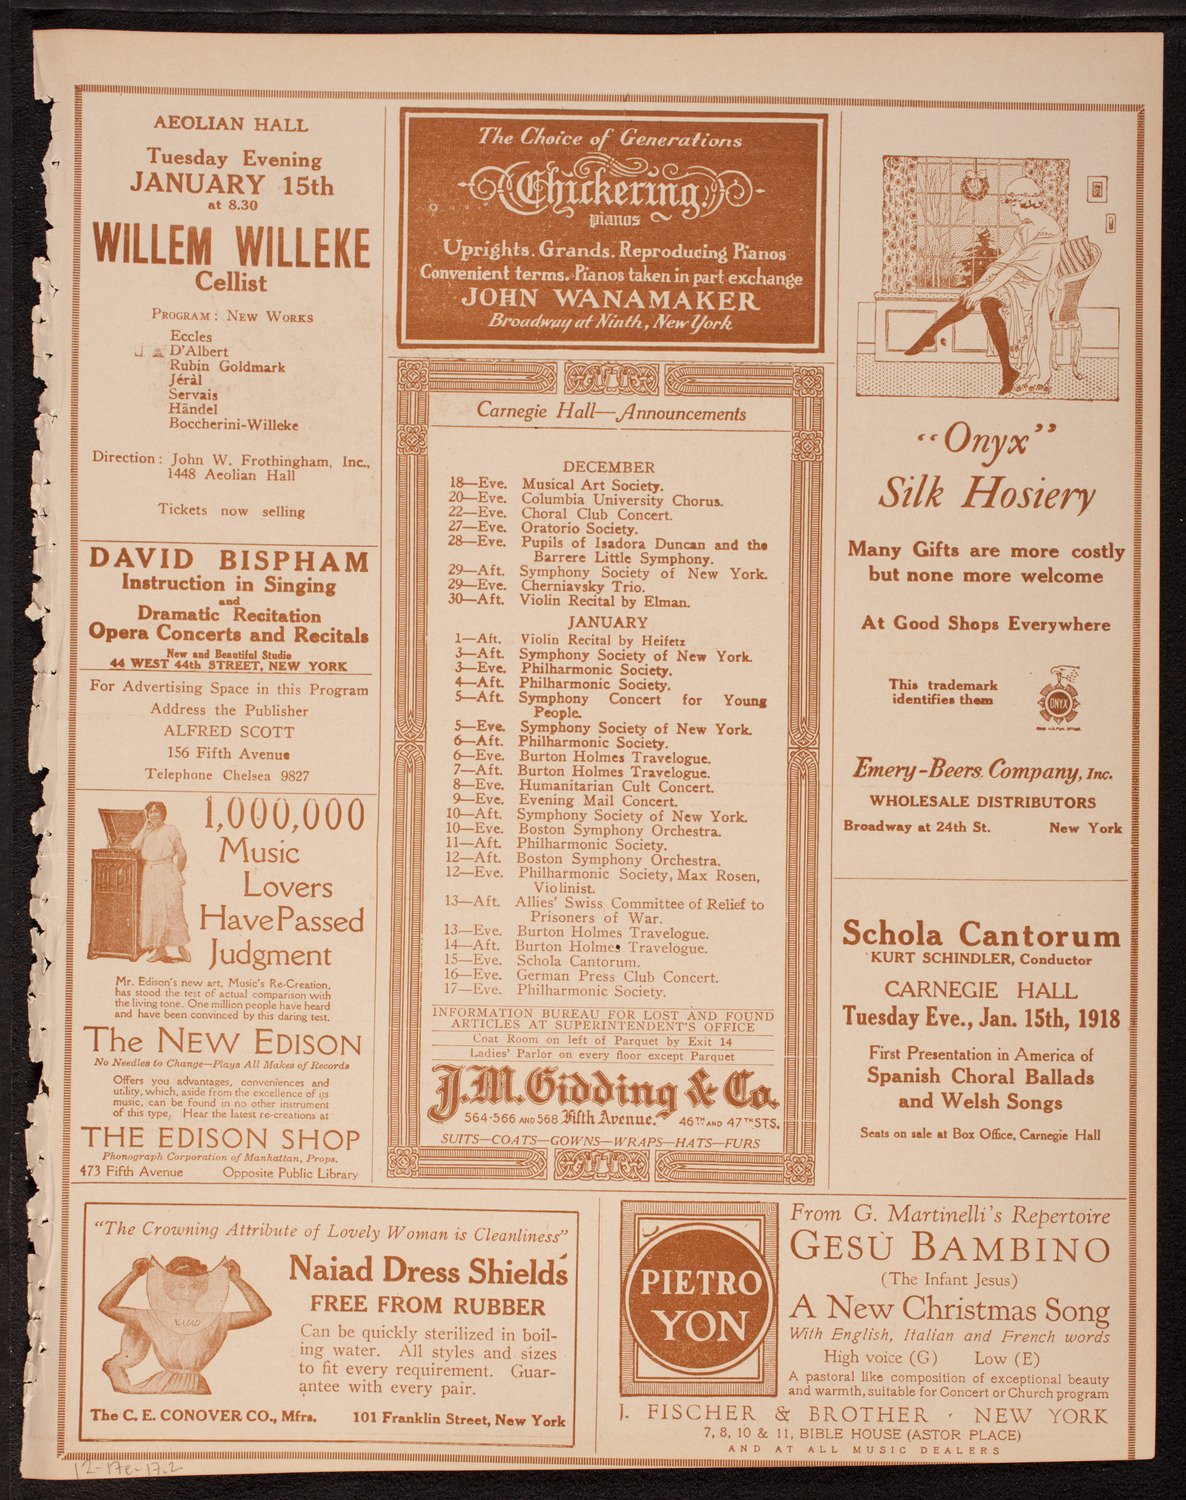 AEOLIAN HALL
Tuesday Evening
JANUARY 15th
at 8.30
WILLEM WILLEKE
Cellist
PROGRAM: NEW WORKS
Eccles
D'Albert
Rubin Goldmark
Jéràl
Servais
Händel
Boccherini-Willeke
Direction: John W. Frothingham, Inc.,
1448 Aeolian Hall
Tickets now selling
DAVID BISPHAM
Instruction in Singing
and
Dramatic Recitation
Opera Concerts and Recitals
New and Beautiful Studio
44 WEST 44th STREET, NEW YORK
For Advertising Space in this Program
Address the Publisher
ALFRED SCOTT
156 Fifth Avenue
Telephone Chelsea 9827
1,000,000
Music
Lovers
Have Passed
Judgment
Mr. Edison's new art, Music's Re-Creation,
has stood the test of actual comparison with
the living tone. One million people have heard
and have been convinced by this daring test.
The NEW EDISON
No Needles to Change—Plays All Makes of Records
Offers you advantages, conveniences and
utility, which, aside from the excellence of its
music, can be found in no other instrument
of this type. Hear the latest re-creations at
THE EDISON SHOP
Phonograph Corporation of Manhattan, Props.
473 Fifth Avenue Opposite Public Library
The Choice of Generations
Chickering
pianos
Uprights. Grands. Reproducing Pianos
Convenient terms. Pianos taken in part exchange
JOHN WANAMAKER
Broadway at Ninth, New York
Carnegie Hall—Announcements
DECEMBER
18—Eve. Musical Art Society.
20—Eve. Columbia University Chorus.
22—Eve. Choral Club Concert.
27—Eve. Oratorio Society.
28—Eve. Pupils of Isadora Duncan and the
Barrere Little Symphony.
29—Aft. Symphony Society of New York.
29—Eve. Cherniavsky Trio.
30—Aft. Violin Recital by Elman.
JANUARY
1—Aft. Violin Recital by Heifetz
3—Aft. Symphony Society of New York.
3—Eve. Philharmonic Society.
4—Aft. Philharmonic Society.
5—Aft. Symphony Concert for Young
People.
5—Eve. Symphony Society of New York.
6—Aft. Philharmonic Society.
6—Eve. Burton Holmes Travelogue.
7—Aft. Burton Holmes Travelogue.
8—Eve. Humanitarian Cult Concert.
9—Eve. Evening Mail Concert.
10—Aft. Symphony Society of New York.
10—Eve. Boston Symphony Orchestra.
11—Aft. Philharmonic Society.
12—Aft. Boston Symphony Orchestra.
12—Eve. Philharmonic Society, Max Rosen,
Violinist.
13—Aft. Allies' Swiss Committee of Relief to
Prisoners of War.
13—Eve. Burton Holmes Travelogue.
14—Aft. Burton Holmes Travelogue.
15—Eve. Schola Cantorum.
16—Eve. German Press Club Concert.
17—Eve. Philharmonic Society.
INFORMATION BUREAU FOR LOST AND FOUND
ARTICLES AT SUPERINTENDENT'S OFFICE
Coat Room on left of Parquet by Exit 14
Ladies' Parlor on every floor except Parquet
J.M. Gidding & Co.
564-566 AND 568 Fifth Avenue. 46TH AND 47TH STS.
SUITS—COATS—GOWNS—WRAPS—HATS—FURS
"Onyx"
Silk Hosiery
Many Gifts are more costly
but none more welcome
At Good Shops Everywhere
This trademark
identifies them
ONYX
Emery-Beers Company, Inc.
WHOLESALE DISTRIBUTORS
Broadway at 24th St. New York
Schola Cantorum
KURT SCHINDLER, Conductor
CARNEGIE HALL
Tuesday Eve., Jan. 15th, 1918
First Presentation in America of
Spanish Choral Ballads
and Welsh Songs
Seats on sale at Box Office, Carnegie Hall
"The Crowning Attribute of Lovely Woman is Cleanliness"
NAIAD
Naiad Dress Shields
FREE FROM RUBBER
Can be quickly sterilized in boil-
ing water. All styles and sizes
to fit every requirement. Guar-
antee with every pair.
The C. E. CONOVER CO., Mfrs. 101 Franklin Street, New York
PIETRO
YON
From G. Martinelli's Repertoire
GESÙ BAMBINO
(The Infant Jesus)
A New Christmas Song
With English, Italian and French words
High voice (G) Low (E)
A pastoral like composition of exceptional beauty
and warmth, suitable for Concert or Church program
J. FISCHER & BROTHER · NEW YORK
7, 8, 10 & 11, BIBLE HOUSE (ASTOR PLACE)
AND AT ALL MUSIC DEALERS
12-17e-17.2